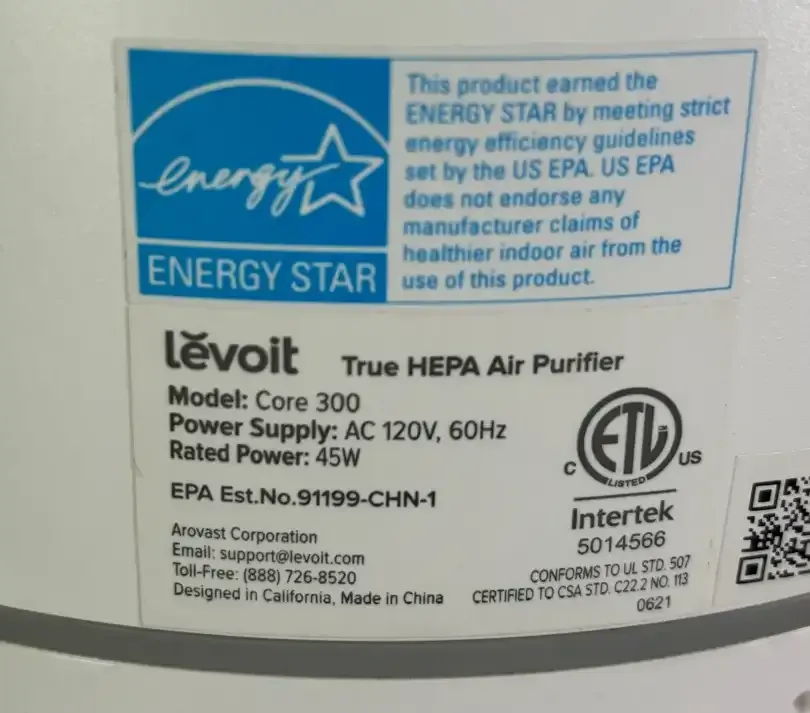 energy
ENERGY STAR
This product earned the
ENERGY STAR by meeting strict
energy efficiency guidelines
set by the US EPA. US EPA
does not endorse any
manufacturer claims of
healthier indoor air from the
use of this product.
lĕvoit True HEPA Air Purifier
Model: Core 300
Power Supply: AC 120V, 60Hz
Rated Power: 45W
EPA Est.No.91199-CHN-1
Arovast Corporation
Email: support@levoit.com
Toll-Free: (888) 726-8520
Designed in California, Made in China
ETL
C US
LISTED
Intertek
5014566
CONFORMS TO UL STD. 507
CERTIFIED TO CSA STD. C22.2 NO. 113
0621